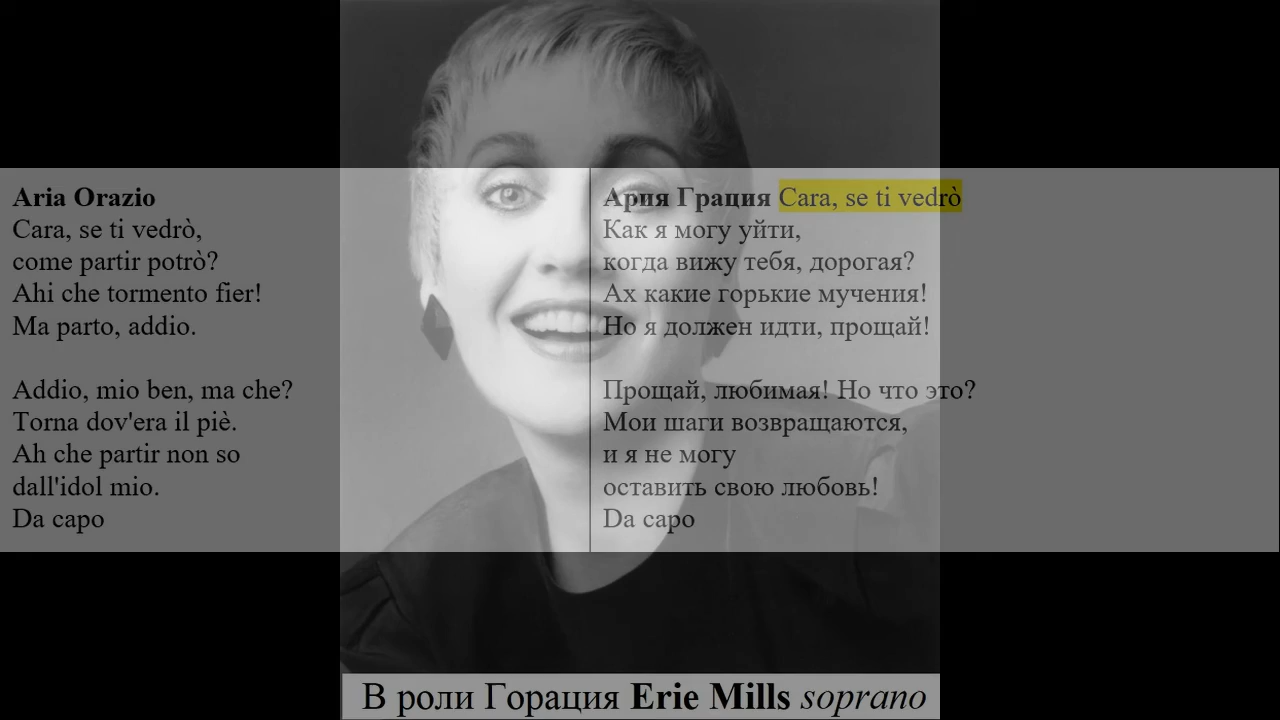 Aria Orazio
Cara, se ti vedrò,
come partir potrò?
Ahi che tormento fier!
Ma parto, addio.
Addio, mio ben, ma che?
Torna dov'era il piè.
Ah che partir non so
dall'idol mio.
Da capo
Ария Грация Cara, se ti vedrò
Как я могу уйти,
когда вижу тебя, дорогая?
Ах какие горькие мучения!
Но я должен идти, прощай!
Прощай, любимая! Но что это?
Мои шаги возвращаются,
и я не могу
оставить свою любовь!
Da capo
В роли Горация Erie Mills soprano